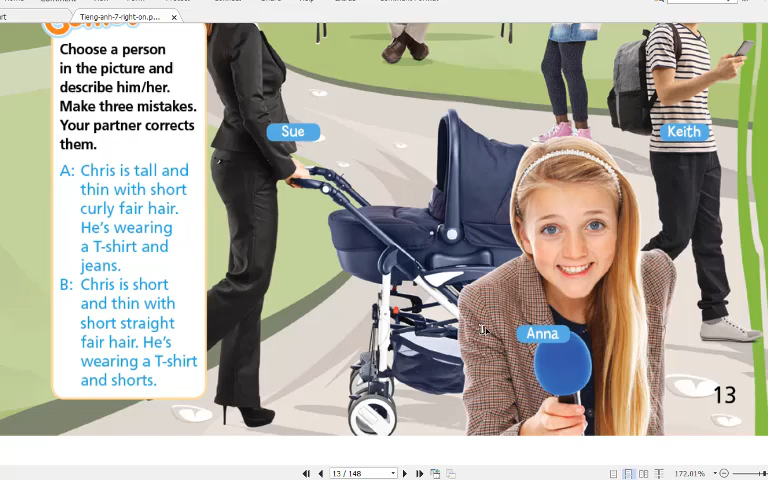 Tieng-anh-7-right-on.p...
Choose a person
in the picture and
describe him/her.
Make three mistakes.
Your partner corrects
them.
A: Chris is tall and
thin with short
curly fair hair.
He's wearing
a T-shirt and
jeans.
B: Chris is short
and thin with
short straight
fair hair. He's
wearing a T-shirt
and shorts.
Sue
Keith
Anna
13
13 / 148
172.01%